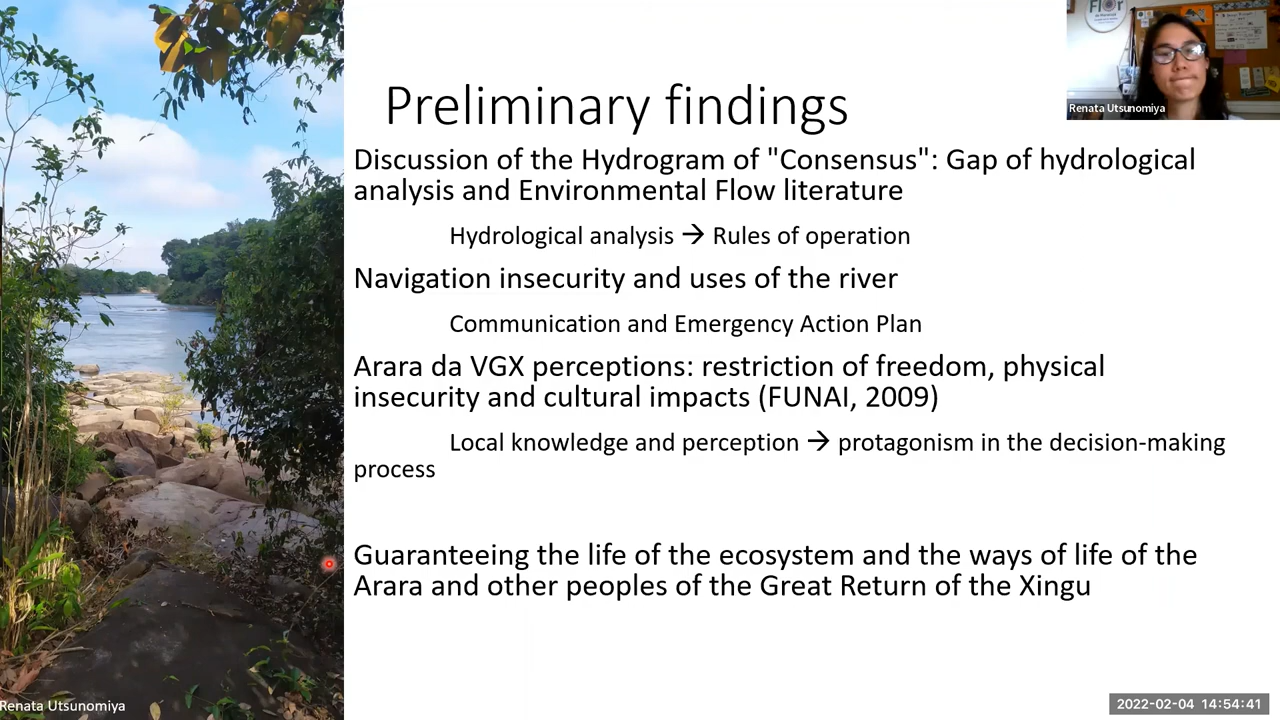 Flor
Renata Utsunomiya
Preliminary findings
Discussion of the Hydrogram of "Consensus": Gap of hydrological
analysis and Environmental Flow literature
Hydrological analysis → Rules of operation
Navigation insecurity and uses of the river
Communication and Emergency Action Plan
Arara da VGX perceptions: restriction of freedom, physical
insecurity and cultural impacts (FUNAI, 2009)
Local knowledge and perception → protagonism in the decision-making
process
Guaranteeing the life of the ecosystem and the ways of life of the
Arara and other peoples of the Great Return of the Xingu
Renata Utsunomiya
2022-02-04 14:54:41